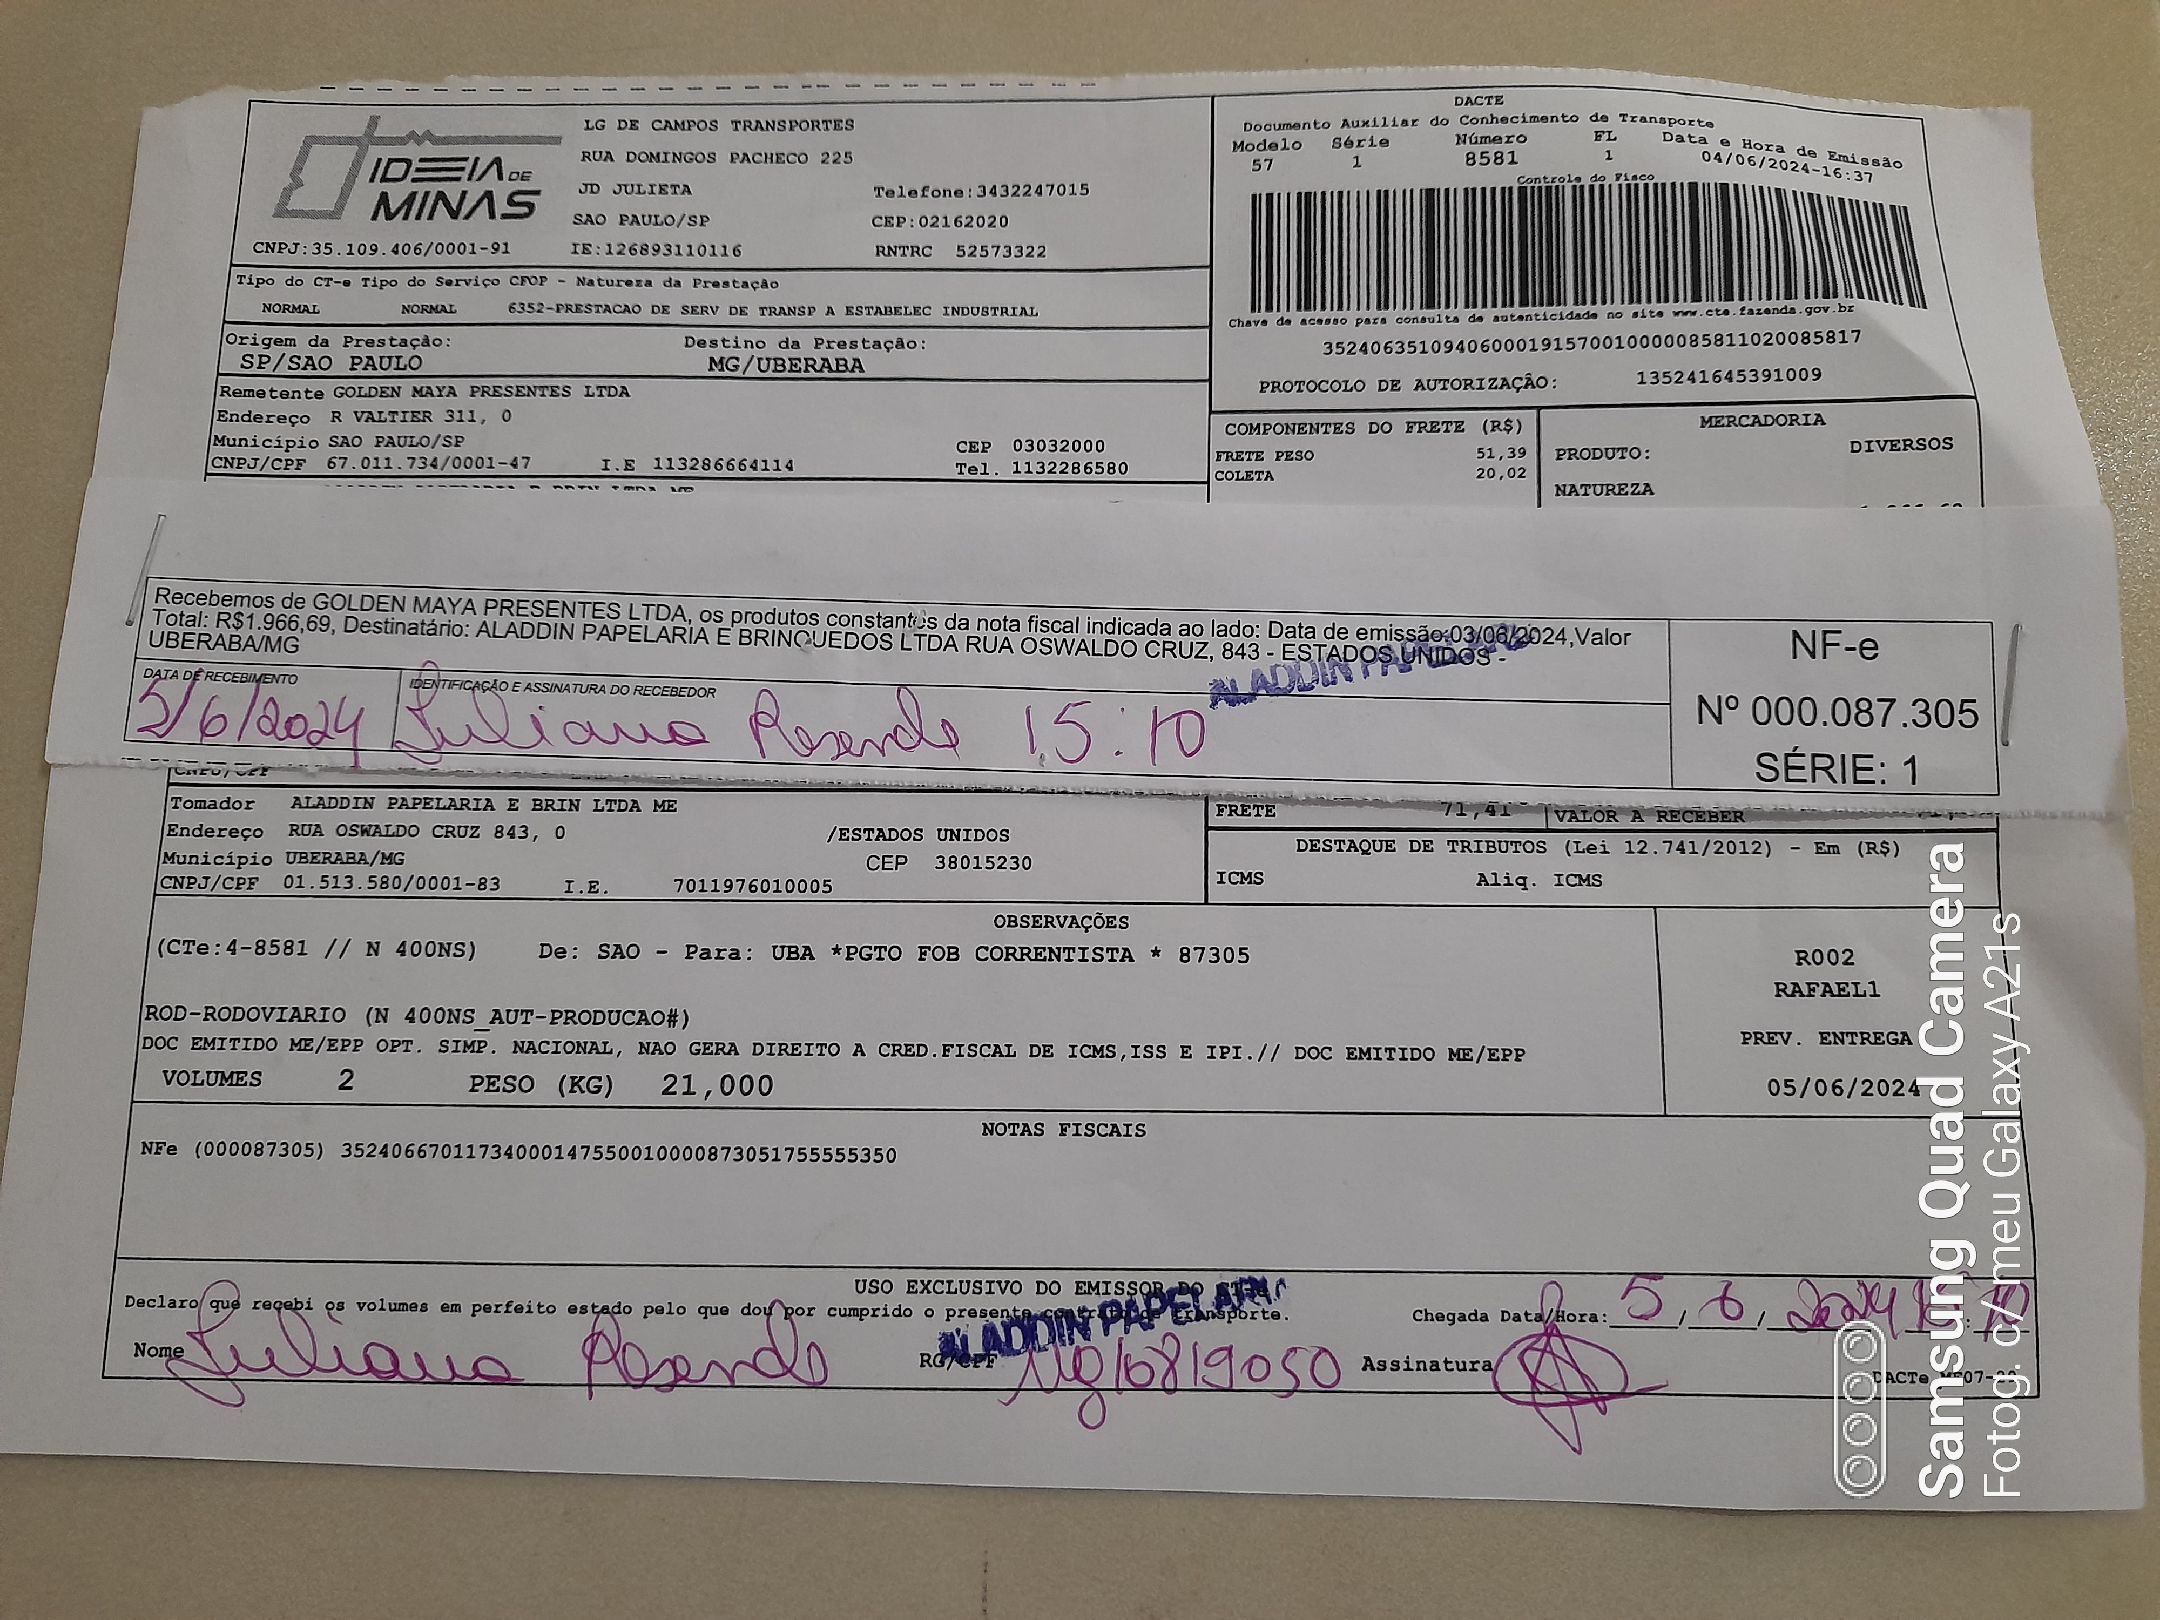 IDEIA DE
MINAS
LG DE CAMPOS TRANSPORTES
RUA DOMINGOS PACHECO 225
JD JULIETA Telefone:3432247015
SAO PAULO/SP CEP:02162020
CNPJ:35.109.406/0001-91 IE:126893110116 RNTRC 52573322
DACTE
Documento Auxiliar do Conhecimento de Transporte
Modelo Série Número FL Data e Hora de Emissão
57 1 8581 1 04/06/2024-16:37
Controle do Fisco
Chave de acesso para consulta de autenticidade no site www.cte.fazenda.gov.br
35240635109406000191570010000085811020085817
PROTOCOLO DE AUTORIZAÇÃO: 135241645391009
Tipo do CT-e Tipo do Serviço CFOP - Natureza da Prestação
NORMAL NORMAL 6352-PRESTACAO DE SERV DE TRANSP A ESTABELEC INDUSTRIAL
Origem da Prestação: Destino da Prestação:
SP/SAO PAULO MG/UBERABA
Remetente GOLDEN MAYA PRESENTES LTDA
Endereço R VALTIER 311, 0
Município SAO PAULO/SP CEP 03032000
CNPJ/CPF 67.011.734/0001-47 I.E 113286664114 Tel. 1132286580
COMPONENTES DO FRETE (R$)
FRETE PESO 51,39
COLETA 20,02
MERCADORIA
PRODUTO: DIVERSOS
NATUREZA
Recebemos de GOLDEN MAYA PRESENTES LTDA, os produtos constantes da nota fiscal indicada ao lado: Data de emissão:03/06/2024,Valor
Total: R$1.966,69, Destinatário: ALADDIN PAPELARIA E BRINQUEDOS LTDA RUA OSWALDO CRUZ, 843 - ESTADOS UNIDOS -
UBERABA/MG
ALADDIN PAPELARIA
DATA DE RECEBIMENTO IDENTIFICAÇÃO E ASSINATURA DO RECEBEDOR
5/6/2024 Juliana Resende 15:10
NF-e
Nº 000.087.305
SÉRIE: 1
CNPJ/CPF
Tomador ALADDIN PAPELARIA E BRIN LTDA ME
Endereço RUA OSWALDO CRUZ 843, 0 /ESTADOS UNIDOS
Município UBERABA/MG CEP 38015230
CNPJ/CPF 01.513.580/0001-83 I.E. 7011976010005
FRETE 71,41 VALOR A RECEBER
DESTAQUE DE TRIBUTOS (Lei 12.741/2012) - Em (R$)
ICMS Aliq. ICMS
OBSERVAÇÕES
(CTe:4-8581 // N 400NS) De: SAO - Para: UBA *PGTO FOB CORRENTISTA * 87305
ROD-RODOVIARIO (N 400NS_AUT-PRODUCAO#)
DOC EMITIDO ME/EPP OPT. SIMP. NACIONAL, NAO GERA DIREITO A CRED.FISCAL DE ICMS,ISS E IPI.// DOC EMITIDO ME/EPP
VOLUMES 2 PESO (KG) 21,000
R002
RAFAEL1
PREV. ENTREGA
05/06/2024
NOTAS FISCAIS
NFe (000087305) 35240667011734000147550010000873051755555350
USO EXCLUSIVO DO EMISSOR DO CT-e
Declaro que recebi os volumes em perfeito estado pelo que dou por cumprido o presente contrato de transporte. Chegada Data/Hora: 5/6/2024 15:10
ALADDIN PAPELARIA
Nome Juliana Resende RG/CPF Mg10819050 Assinatura
Samsung Quad Camera
Fotog. c/ meu Galaxy A21s